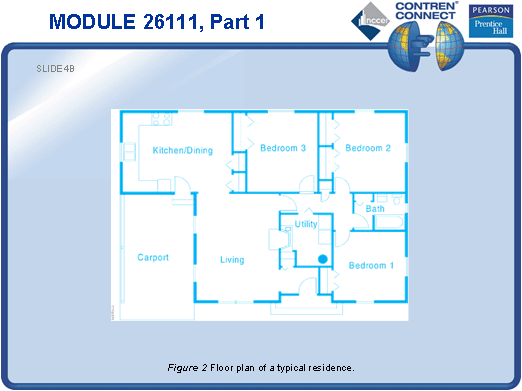 MODULE 26111, Part 1
nccer
CONTREN®
CONNECT
PEARSON
Prentice
Hall
SLIDE 4B
Kitchen/Dining
Bedroom 3
Bedroom 2
Bath
Utility
Carport
Living
Bedroom 1
Figure 2 Floor plan of a typical residence.